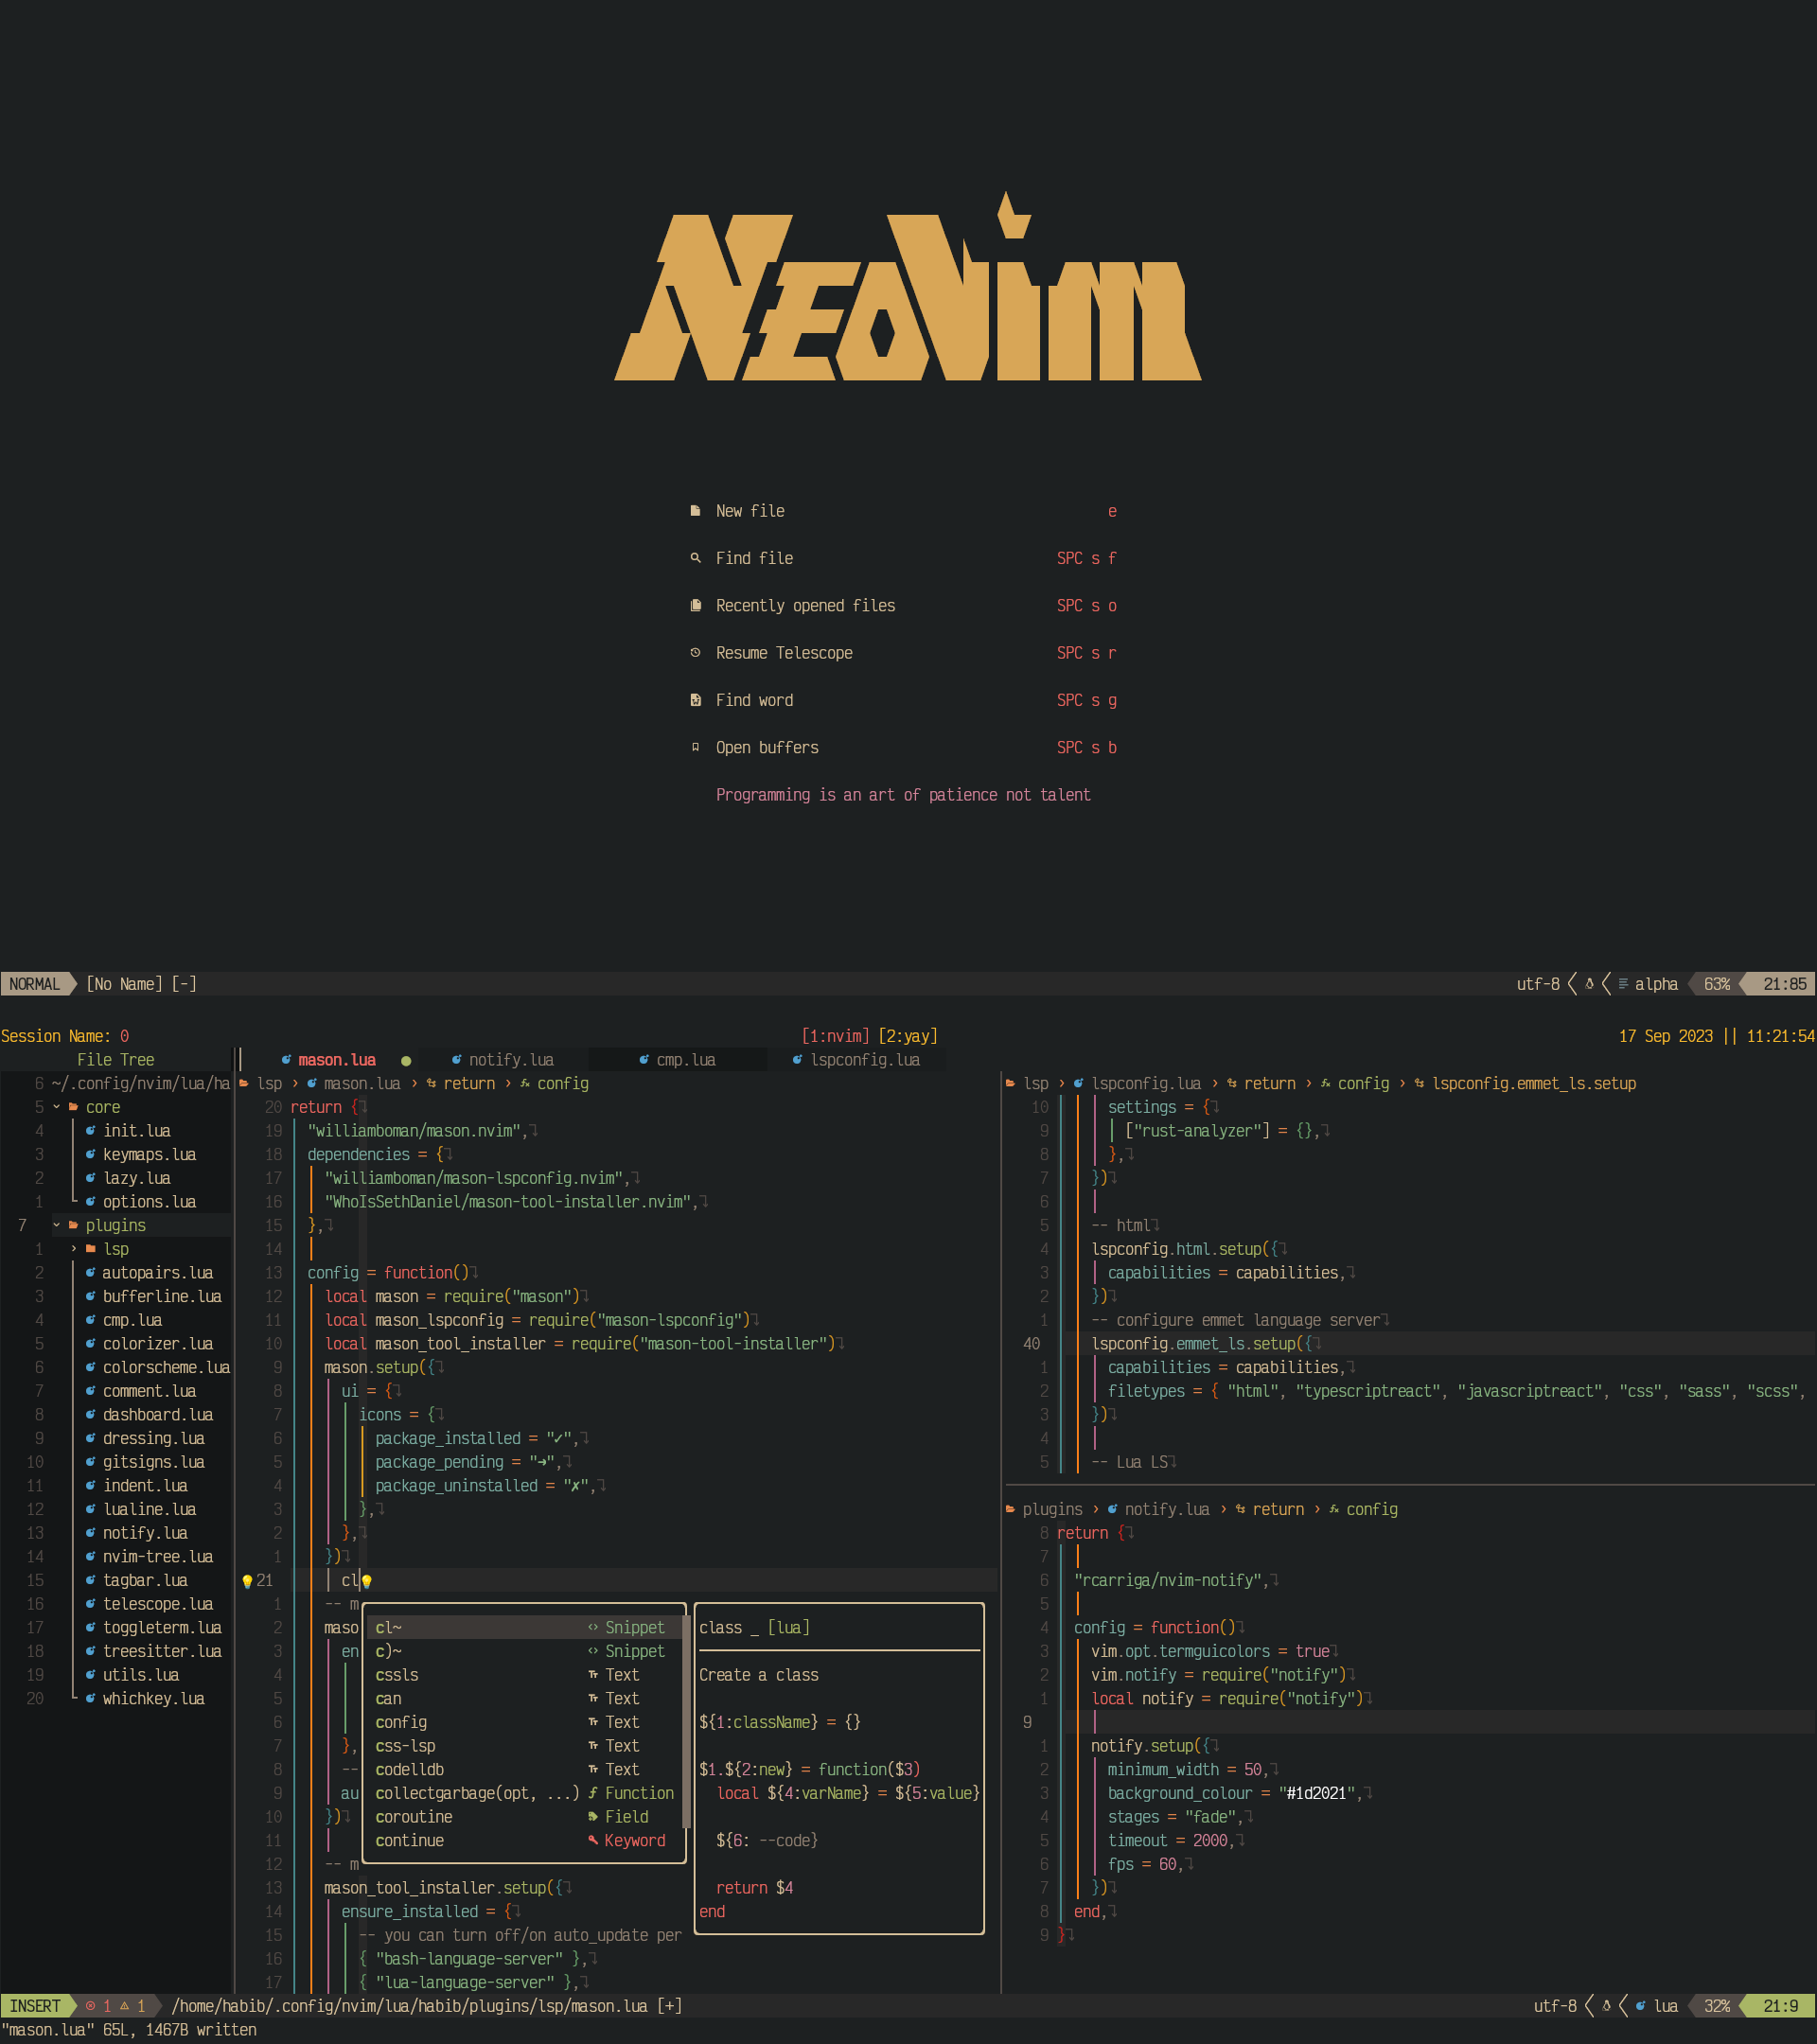 NeoVim
New file e
Find file SPC s f
Recently opened files SPC s o
Resume Telescope SPC s r
Find word SPC s g
Open buffers SPC s b
Programming is an art of patience not talent
NORMAL [No Name] [-] utf-8 alpha 63% 21:85
Session Name: 0 [1:nvim] [2:yay] 17 Sep 2023 || 11:21:54
File Tree mason.lua notify.lua cmp.lua lspconfig.lua
6 ~/.config/nvim/lua/ha
5 core
4 init.lua
3 keymaps.lua
2 lazy.lua
1 options.lua
7 plugins
1 lsp
2 autopairs.lua
3 bufferline.lua
4 cmp.lua
5 colorizer.lua
6 colorscheme.lua
7 comment.lua
8 dashboard.lua
9 dressing.lua
10 gitsigns.lua
11 indent.lua
12 lualine.lua
13 notify.lua
14 nvim-tree.lua
15 tagbar.lua
16 telescope.lua
17 toggleterm.lua
18 treesitter.lua
19 utils.lua
20 whichkey.lua
lsp › mason.lua › return › config
20 return {
19 "williamboman/mason.nvim",
18 dependencies = {
17 "williamboman/mason-lspconfig.nvim",
16 "WhoIsSethDaniel/mason-tool-installer.nvim",
15 },
14
13 config = function()
12 local mason = require("mason")
11 local mason_lspconfig = require("mason-lspconfig")
10 local mason_tool_installer = require("mason-tool-installer")
9 mason.setup({
8 ui = {
7 icons = {
6 package_installed = "✓",
5 package_pending = "➜",
4 package_uninstalled = "✗",
3 },
2 },
1 })
21 cl
1 -- m
2 maso
3 en
4
5
6
7 },
8 --
9 au
10 })
11
12 -- m
13 mason_tool_installer.setup({
14 ensure_installed = {
15 -- you can turn off/on auto_update per
16 { "bash-language-server" },
17 { "lua-language-server" },
cl~ Snippet
c)~ Snippet
cssls Text
can Text
config Text
css-lsp Text
codelldb Text
collectgarbage(opt, ...) Function
coroutine Field
continue Keyword
class _ [lua]
Create a class
${1:className} = {}
$1.${2:new} = function($3)
local ${4:varName} = ${5:value}
${6: --code}
return $4
end
lsp › lspconfig.lua › return › config › lspconfig.emmet_ls.setup
10 settings = {
9 ["rust-analyzer"] = {},
8 },
7 })
6
5 -- html
4 lspconfig.html.setup({
3 capabilities = capabilities,
2 })
1 -- configure emmet language server
40 lspconfig.emmet_ls.setup({
1 capabilities = capabilities,
2 filetypes = { "html", "typescriptreact", "javascriptreact", "css", "sass", "scss",
3 })
4
5 -- Lua LS
plugins › notify.lua › return › config
8 return {
7
6 "rcarriga/nvim-notify",
5
4 config = function()
3 vim.opt.termguicolors = true
2 vim.notify = require("notify")
1 local notify = require("notify")
9
1 notify.setup({
2 minimum_width = 50,
3 background_colour = "#1d2021",
4 stages = "fade",
5 timeout = 2000,
6 fps = 60,
7 })
8 end,
9 }
INSERT 1 1 /home/habib/.config/nvim/lua/habib/plugins/lsp/mason.lua [+] utf-8 lua 32% 21:9
"mason.lua" 65L, 1467B written